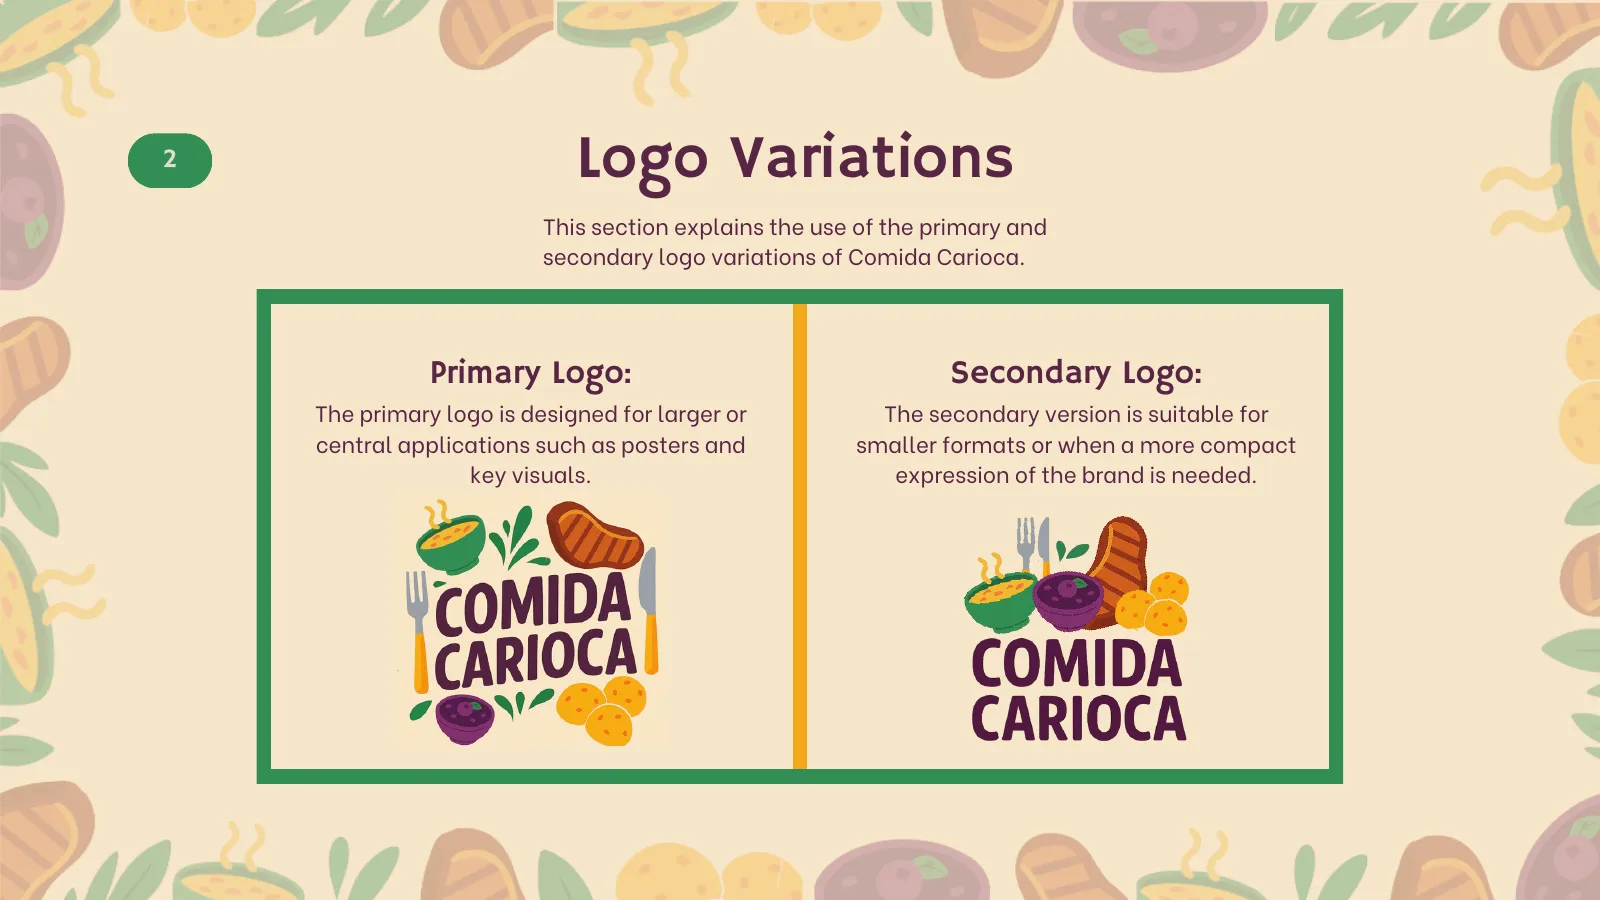 2
Logo Variations
This section explains the use of the primary and
secondary logo variations of Comida Carioca.
Primary Logo:
The primary logo is designed for larger or
central applications such as posters and
key visuals.
COMIDA
CARIOCA
Secondary Logo:
The secondary version is suitable for
smaller formats or when a more compact
expression of the brand is needed.
COMIDA
CARIOCA